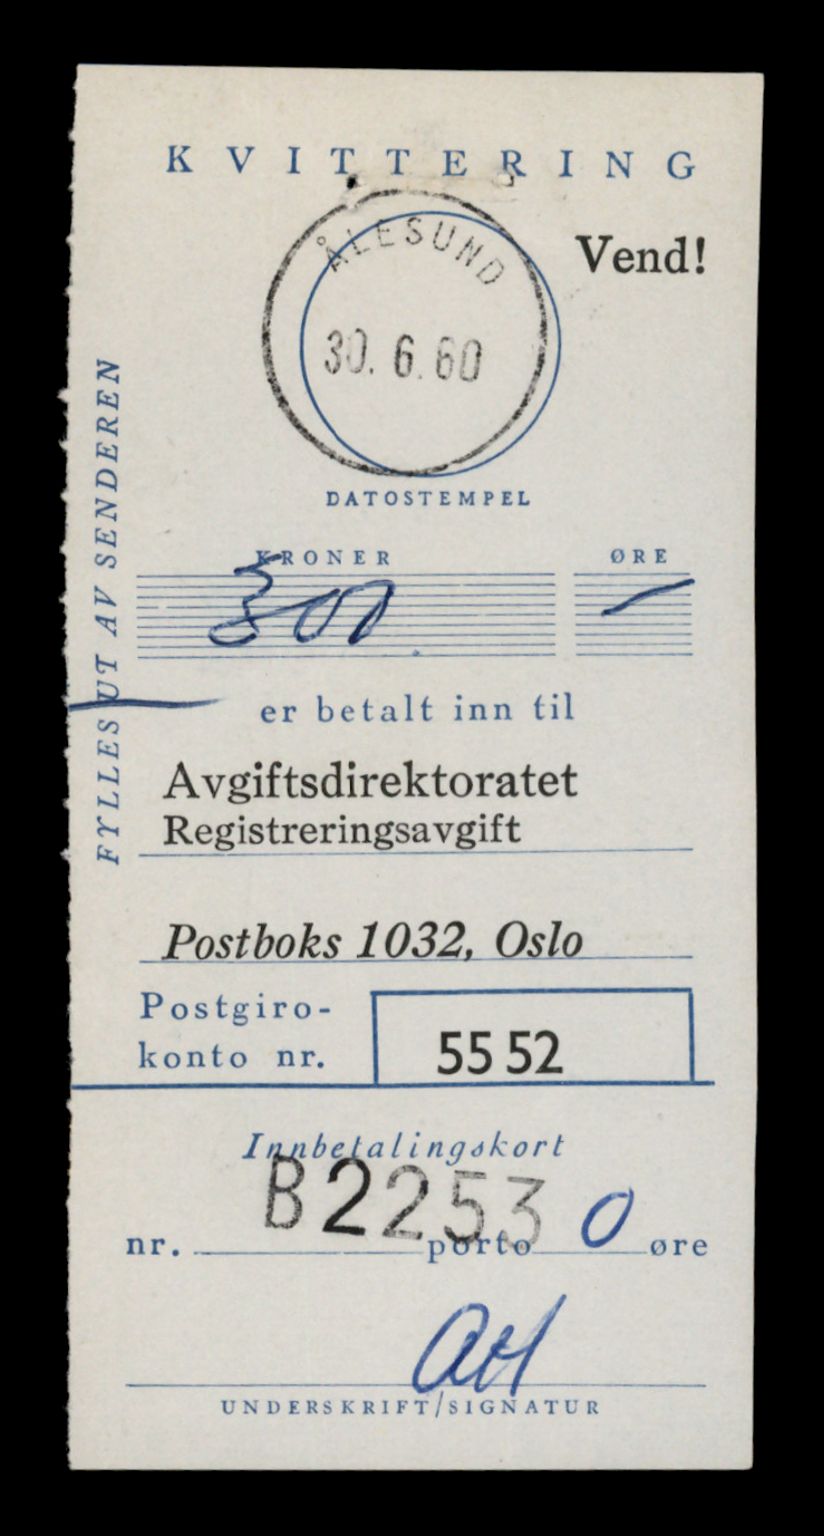 KVITTERING
Vend!
ÅLESUND
30.6.60
DATOSTEMPEL
FYLLES UT AV SENDEREN
KRONER ØRE
300 —
er betalt inn til
Avgiftsdirektoratet
Registreringsavgift
Postboks 1032, Oslo
Postgiro-
konto nr. 55 52
Innbetalingskort
B2253
nr. porto 0 øre
UNDERSKRIFT/SIGNATUR